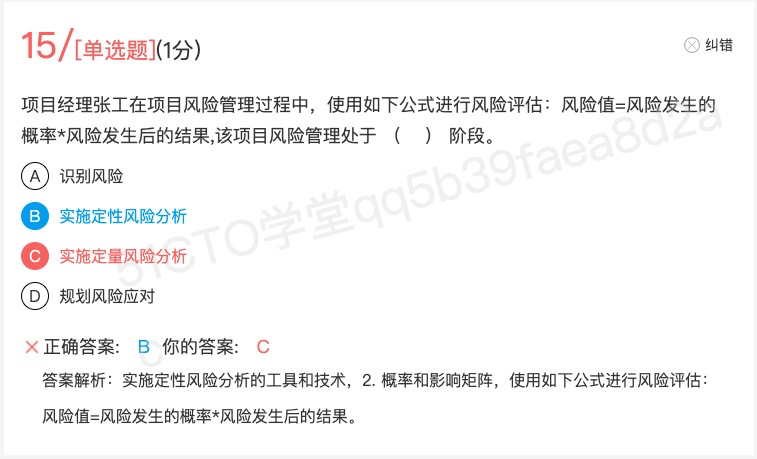 15/[单选题](1分)
纠错
项目经理张工在项目风险管理过程中，使用如下公式进行风险评估：风险值=风险发生的
概率*风险发生后的结果,该项目风险管理处于 （ ） 阶段。
A 识别风险
B 实施定性风险分析
C 实施定量风险分析
D 规划风险应对
正确答案: B 你的答案: C
答案解析：实施定性风险分析的工具和技术，2. 概率和影响矩阵，使用如下公式进行风险评估：
风险值=风险发生的概率*风险发生后的结果。
51CTO学堂qq5b39faea8d2a
c